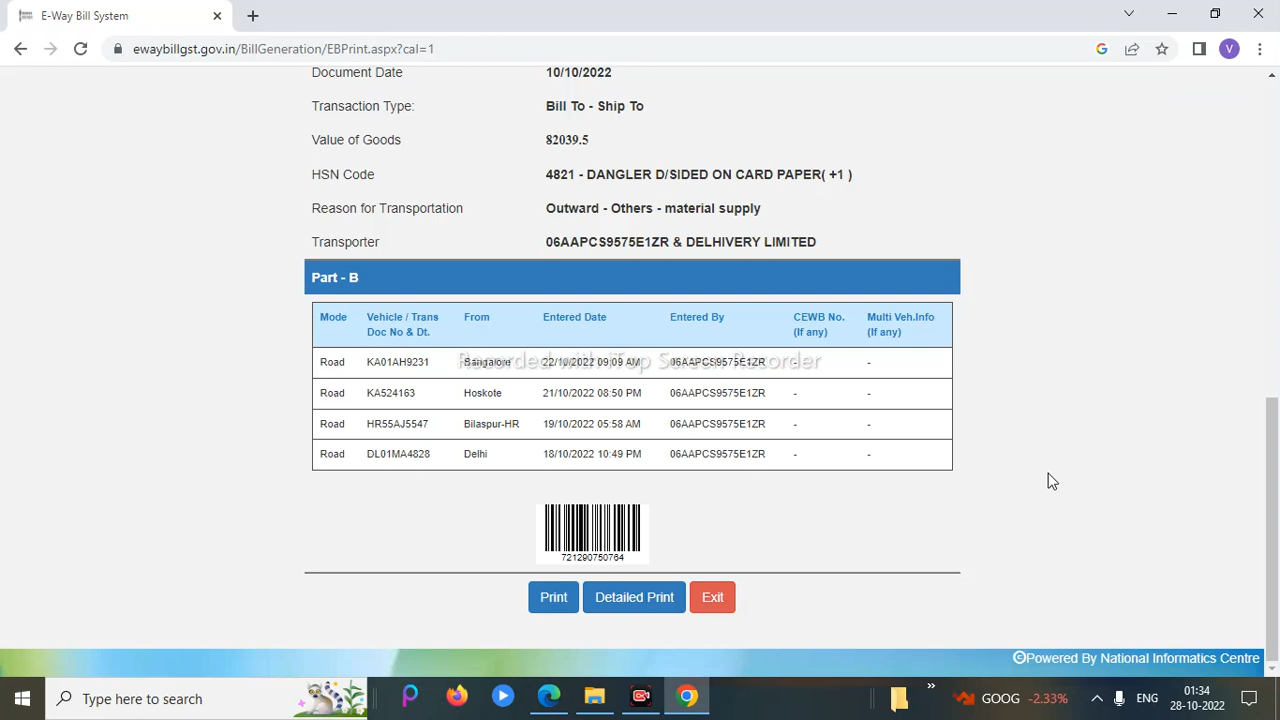 E-Way Bill System
ewaybillgst.gov.in/BillGeneration/EBPrint.aspx?cal=1
V
Document Date 10/10/2022
Transaction Type: Bill To - Ship To
Value of Goods 82039.5
HSN Code 4821 - DANGLER D/SIDED ON CARD PAPER( +1 )
Reason for Transportation Outward - Others - material supply
Transporter 06AAPCS9575E1ZR & DELHIVERY LIMITED
Part - B
Mode Vehicle / Trans From Entered Date Entered By CEWB No. Multi Veh.Info
Doc No & Dt. (If any) (If any)
Road KA01AH9231 Bangalore 22/10/2022 09:09 AM 06AAPCS9575E1ZR - -
Recorded with iTop Screen Recorder
Road KA524163 Hoskote 21/10/2022 08:50 PM 06AAPCS9575E1ZR - -
Road HR55AJ5547 Bilaspur-HR 19/10/2022 05:58 AM 06AAPCS9575E1ZR - -
Road DL01MA4828 Delhi 18/10/2022 10:49 PM 06AAPCS9575E1ZR - -
721290750764
Print Detailed Print Exit
©Powered By National Informatics Centre
Type here to search
GOOG -2.33%
ENG
01:34
28-10-2022